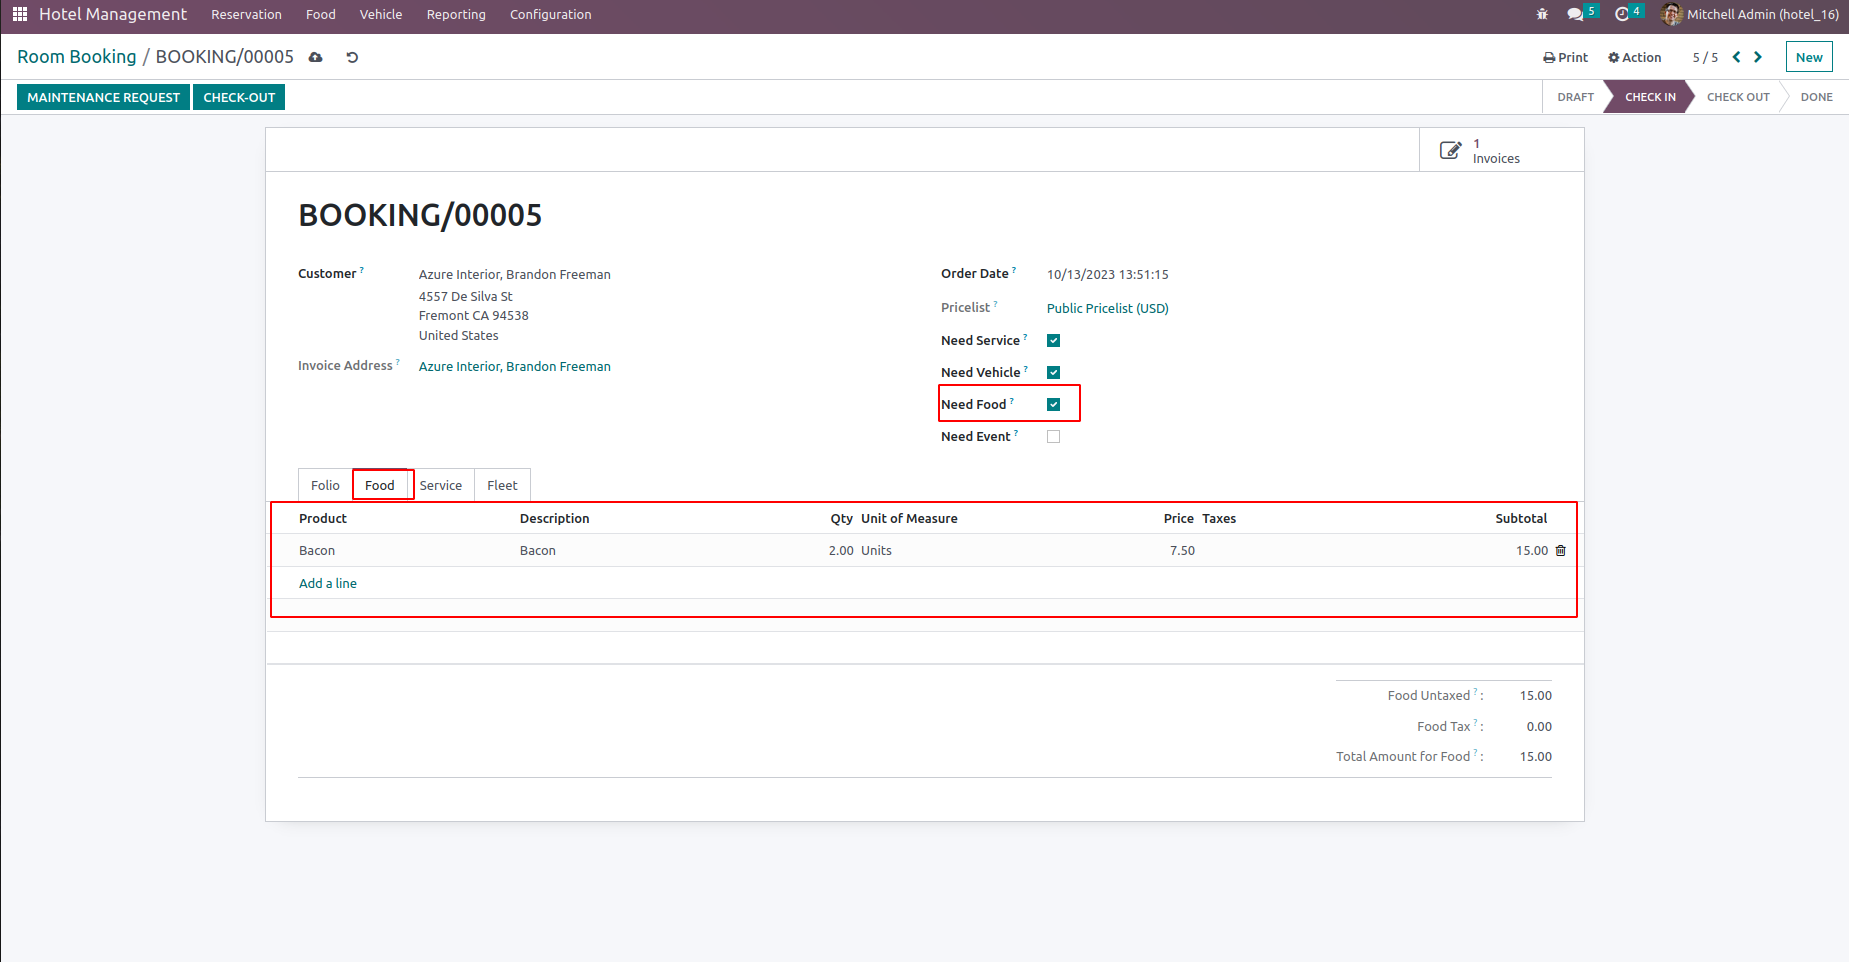 Hotel Management Reservation Food Vehicle Reporting Configuration 5 4 Mitchell Admin (hotel_16)
Room Booking / BOOKING/00005 Print Action 5 / 5 New
MAINTENANCE REQUEST CHECK-OUT DRAFT CHECK IN CHECK OUT DONE
1
Invoices
BOOKING/00005
Customer ? Azure Interior, Brandon Freeman
4557 De Silva St
Fremont CA 94538
United States
Invoice Address ? Azure Interior, Brandon Freeman
Order Date ? 10/13/2023 13:51:15
Pricelist ? Public Pricelist (USD)
Need Service ?
Need Vehicle ?
Need Food ?
Need Event ?
Folio Food Service Fleet
Product Description Qty Unit of Measure Price Taxes Subtotal
Bacon Bacon 2.00 Units 7.50 15.00
Add a line
Food Untaxed ? : 15.00
Food Tax ? : 0.00
Total Amount for Food ? : 15.00